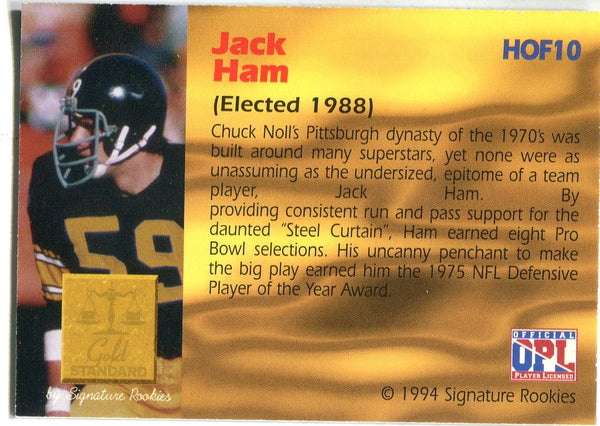 Jack
Ham
HOF10
(Elected 1988)
Chuck Noll's Pittsburgh dynasty of the 1970's was
built around many superstars, yet none were as
unassuming as the undersized, epitome of a team
player, Jack Ham. By
providing consistent run and pass support for the
daunted "Steel Curtain", Ham earned eight Pro
Bowl selections. His uncanny penchant to make
the big play earned him the 1975 NFL Defensive
Player of the Year Award.
9
59
Gold
STANDARD
by Signature Rookies
OFFICIAL
OPL
PLAYER LICENSED
© 1994 Signature Rookies